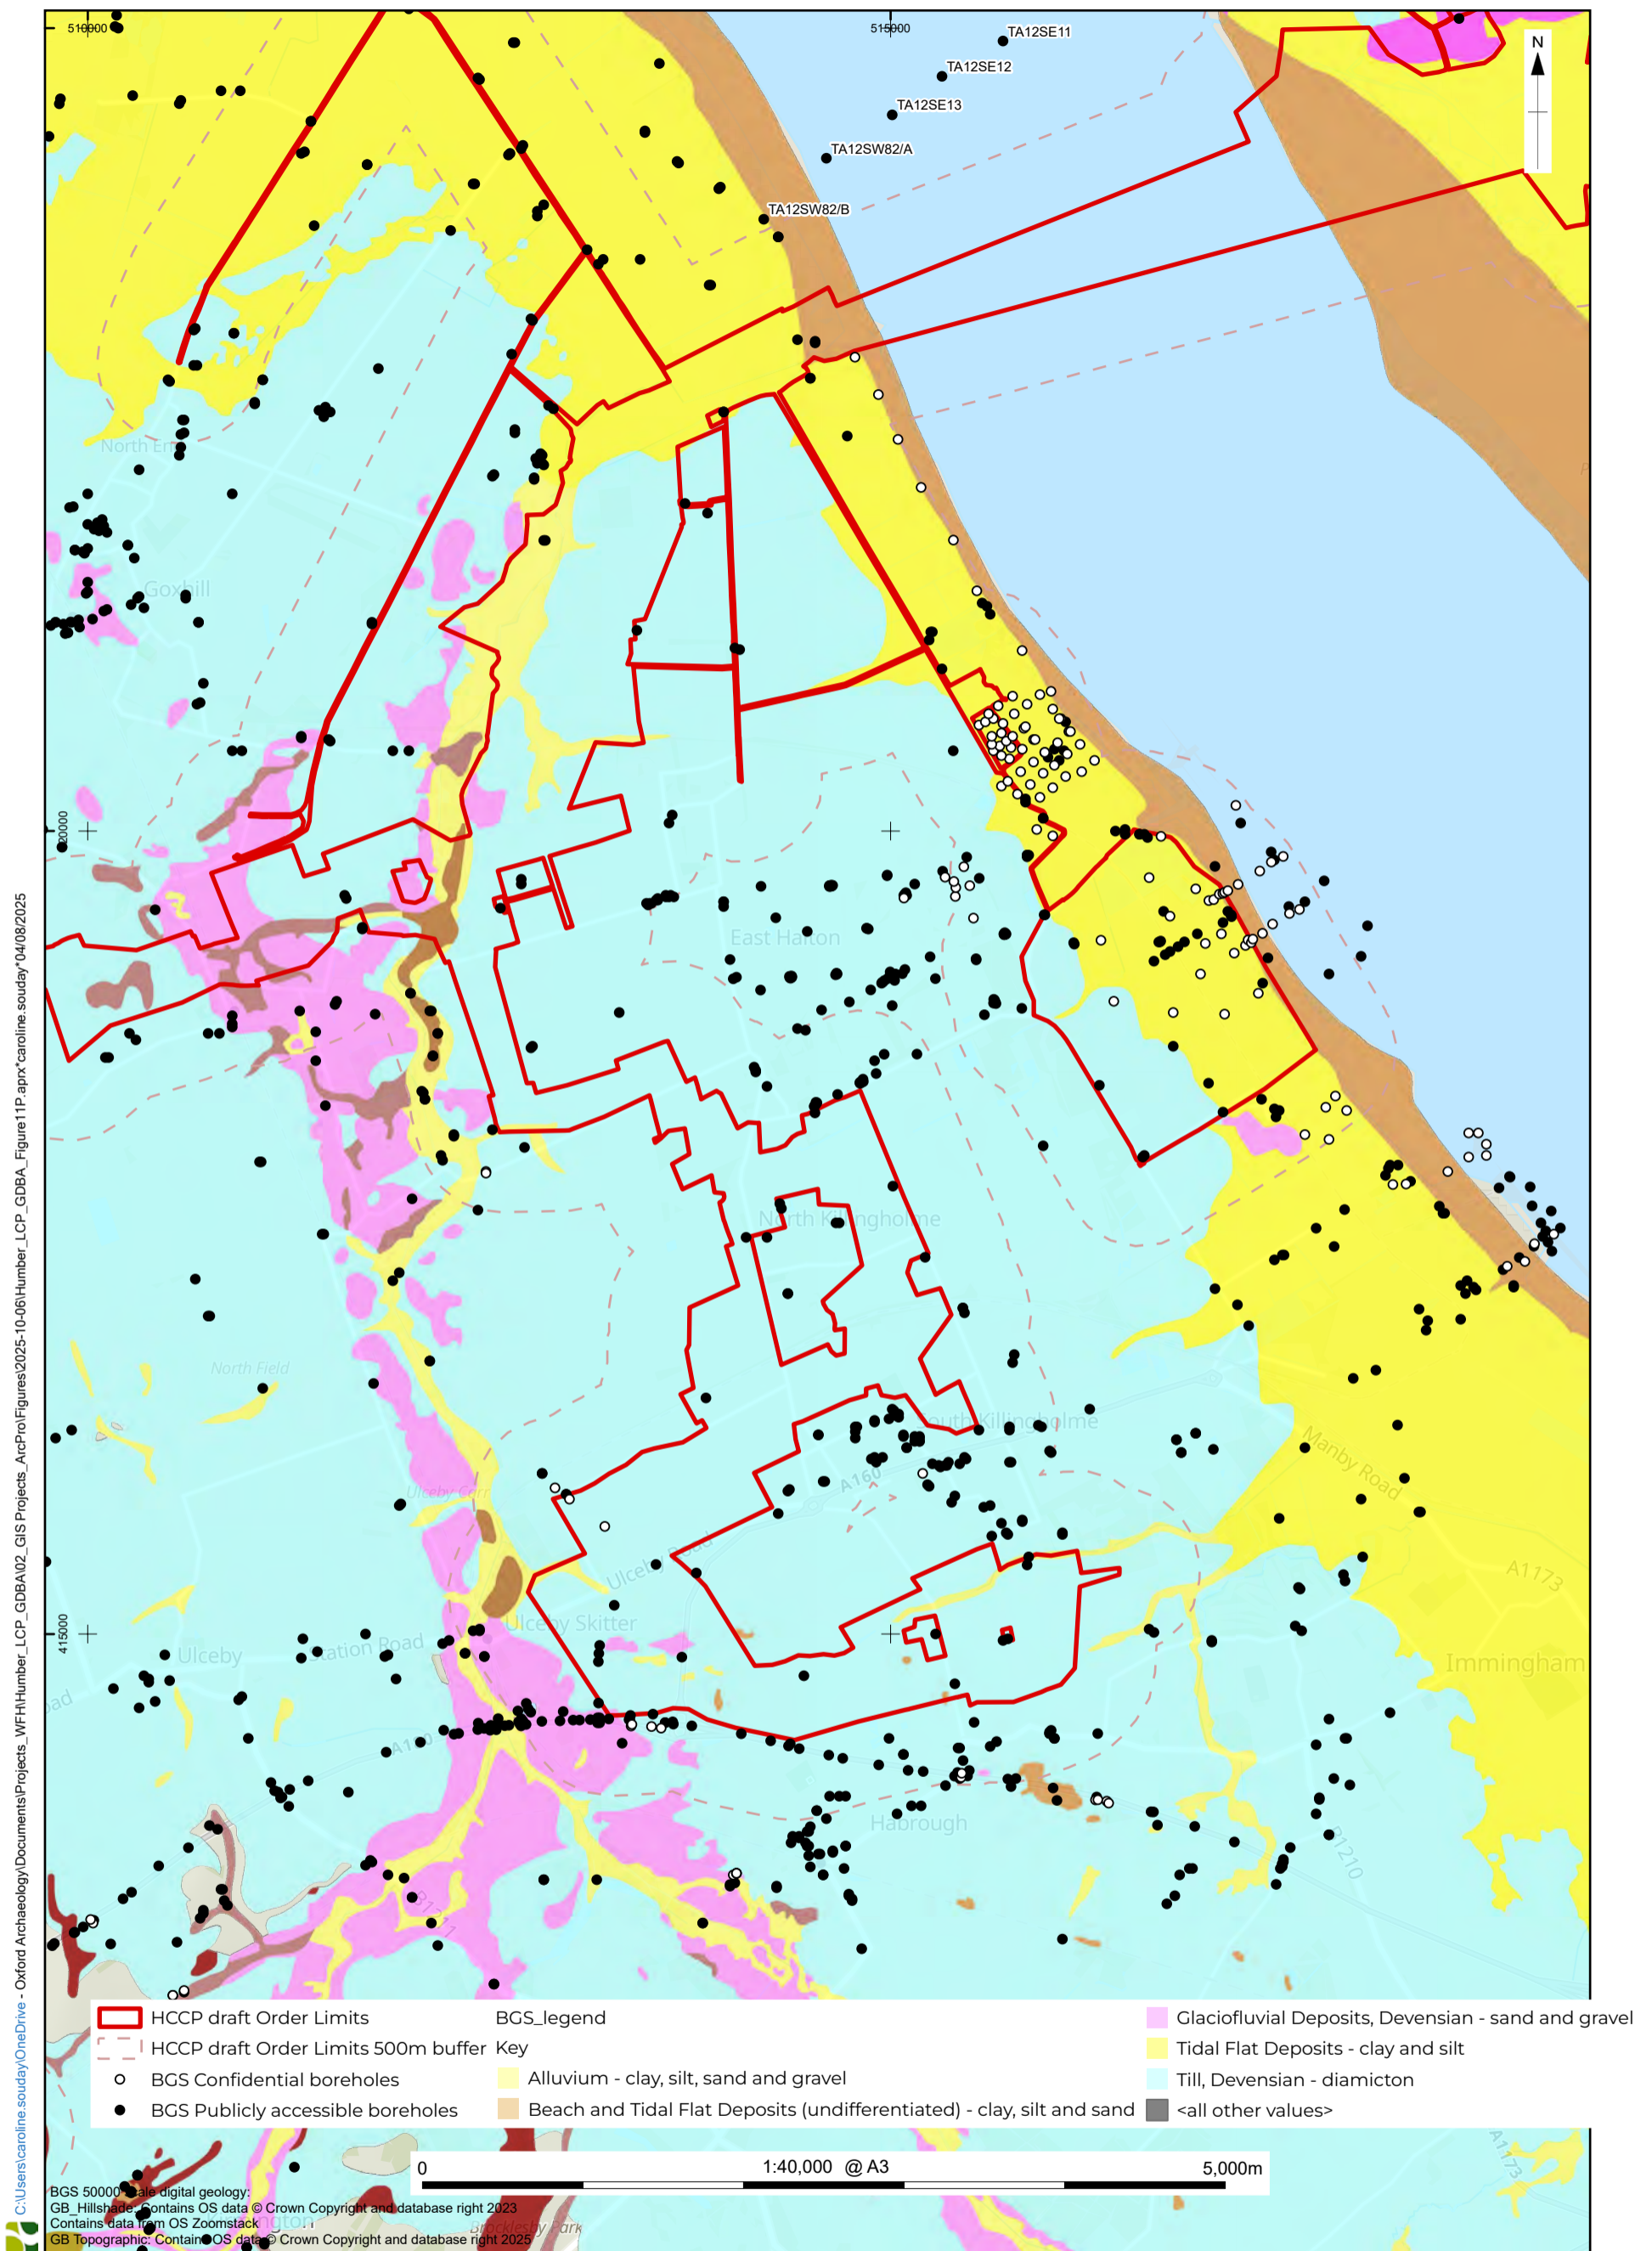 510000
515000
TA12SE11
TA12SE12
N
TA12SE13
TA12SW82/A
TA12SW82/B
North End
Goxhill
20000
East Halton
North Killingholme
North Field
South Killingholme
Manby Road
A160
Ulceby Carr
Ulceby Road
A1173
415000
Ulceby Skitter
Station Road
Ulceby
Immingham
oad
A180
Habrough
B1210
B1211
HCCP draft Order Limits
HCCP draft Order Limits 500m buffer
BGS Confidential boreholes
BGS Publicly accessible boreholes
BGS_legend
Key
Alluvium - clay, silt, sand and gravel
Beach and Tidal Flat Deposits (undifferentiated) - clay, silt and sand
Glaciofluvial Deposits, Devensian - sand and gravel
Tidal Flat Deposits - clay and silt
Till, Devensian - diamicton
<all other values>
A1173
0
1:40,000 @ A3
5,000m
BGS 50000 scale digital geology:
GB_Hillshade: Contains OS data © Crown Copyright and database right 2023
Contains data from OS Zoomstack
GB Topographic: Contains OS data © Crown Copyright and database right 2025
Brocklesby Park
C:\Users\caroline.souday\OneDrive - Oxford Archaeology\Documents\Projects_WFH\Humber_LCP_GDBA\02_GIS Projects_ArcPro\Figures\2025-10-06\Humber_LCP_GDBA_Figure11P.aprx*caroline.souday*04/08/2025